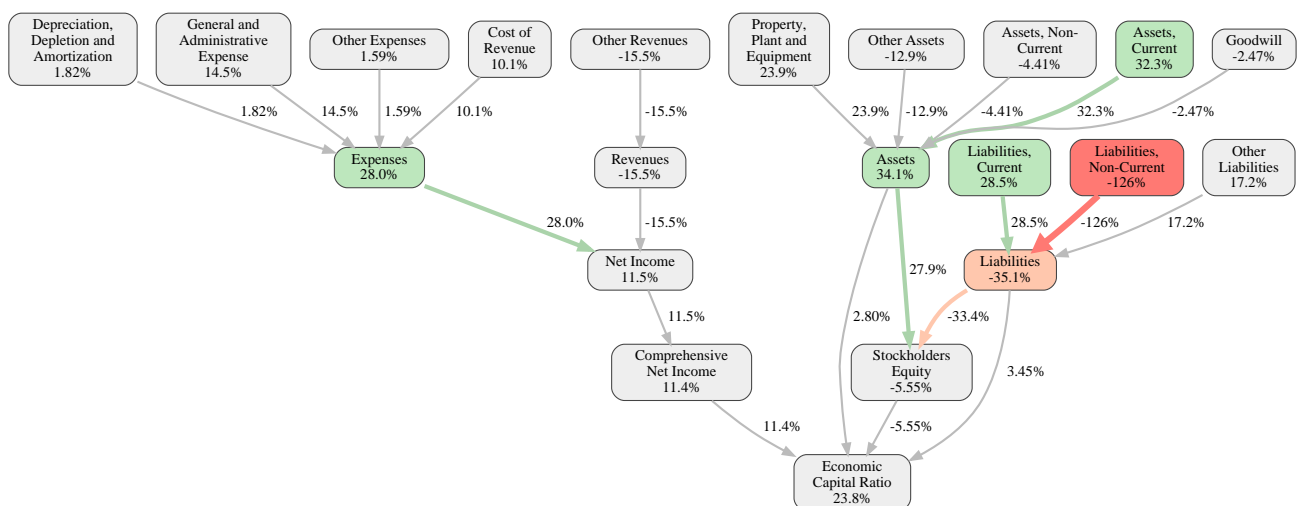 Depreciation,
Depletion and
Amortization
1.82%
General and
Administrative
Expense
14.5%
Other Expenses
1.59%
Cost of
Revenue
10.1%
Other Revenues
-15.5%
Property,
Plant and
Equipment
23.9%
Other Assets
-12.9%
Assets, Non-
Current
-4.41%
Assets,
Current
32.3%
Goodwill
-2.47%
1.82%
14.5%
1.59%
10.1%
-15.5%
23.9%
-12.9%
-4.41%
32.3%
-2.47%
Expenses
28.0%
Revenues
-15.5%
Assets
34.1%
Liabilities,
Current
28.5%
Liabilities,
Non-Current
-126%
Other
Liabilities
17.2%
28.0%
-15.5%
28.5%
-126%
17.2%
Net Income
11.5%
27.9%
Liabilities
-35.1%
11.5%
2.80%
-33.4%
Comprehensive
Net Income
11.4%
Stockholders
Equity
-5.55%
3.45%
11.4%
-5.55%
Economic
Capital Ratio
23.8%